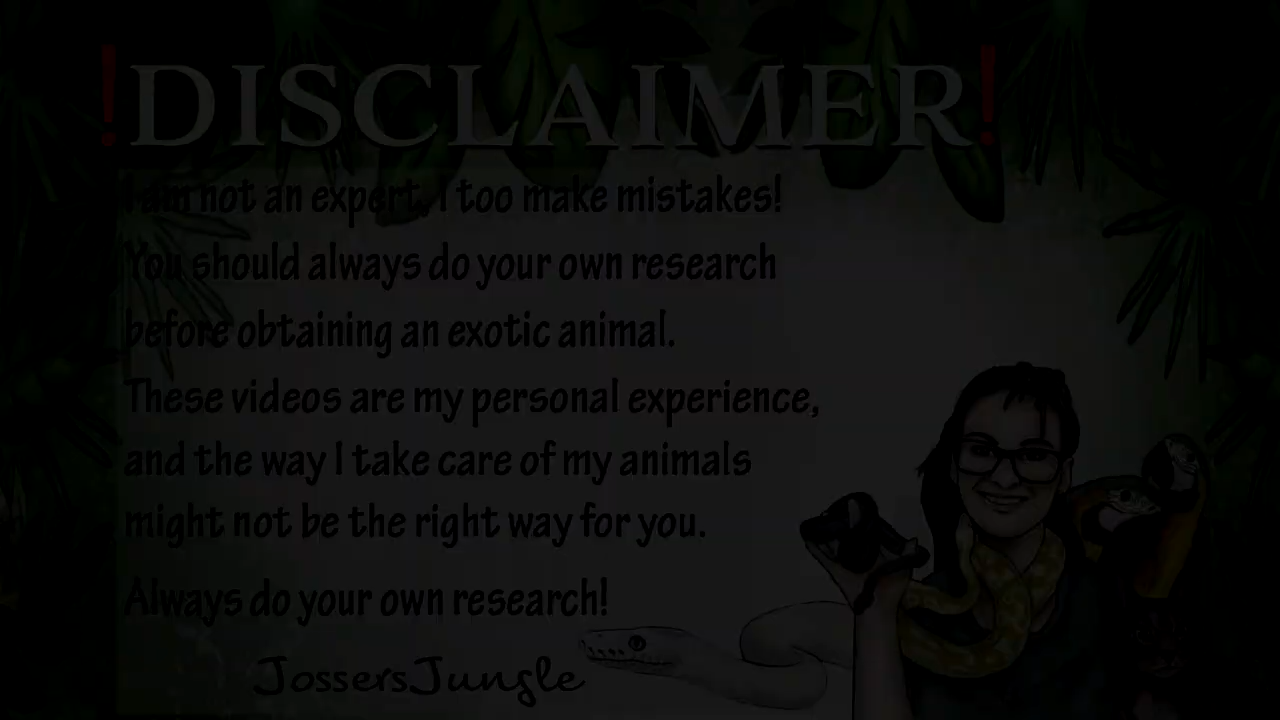 !DISCLAIMER!
I am not an expert, I too make mistakes!
You should always do your own research
before obtaining an exotic animal.
These videos are my personal experience,
and the way I take care of my animals
might not be the right way for you.
Always do your own research!
JossersJungle